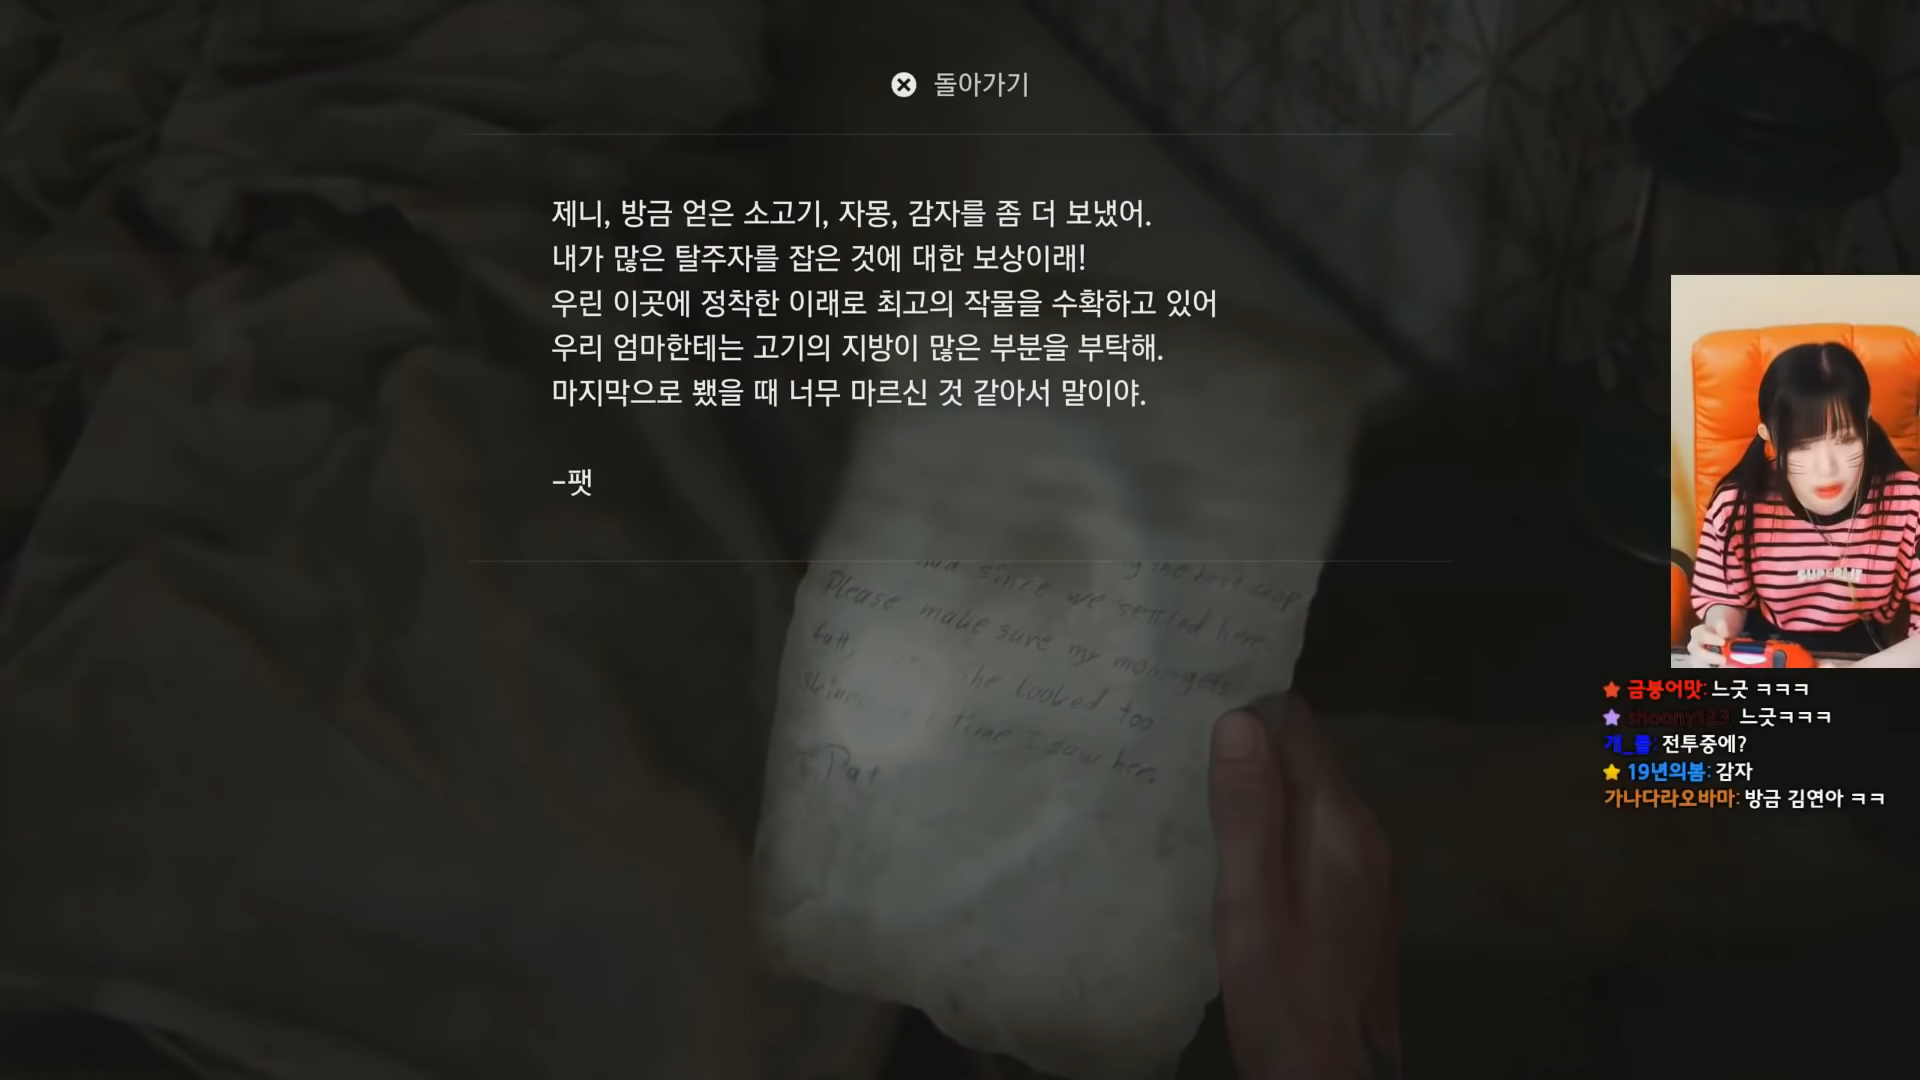 돌아가기
제니, 방금 얻은 소고기, 자몽, 감자를 좀 더 보냈어.
내가 많은 탈주자를 잡은 것에 대한 보상이래!
우린 이곳에 정착한 이래로 최고의 작물을 수확하고 있어
우리 엄마한테는 고기의 지방이 많은 부분을 부탁해.
마지막으로 뵀을 때 너무 마르신 것 같아서 말이야.
-팻
since we settled here.
Please make sure my mom gets
she looked too
time I saw her.
-Pat
금붕어맛: 느긋 ㅋㅋㅋ
shoony123 느긋ㅋㅋㅋ
전투중에?
19년의봄: 감자
가나다라오바마: 방금 김연아 ㅋㅋ